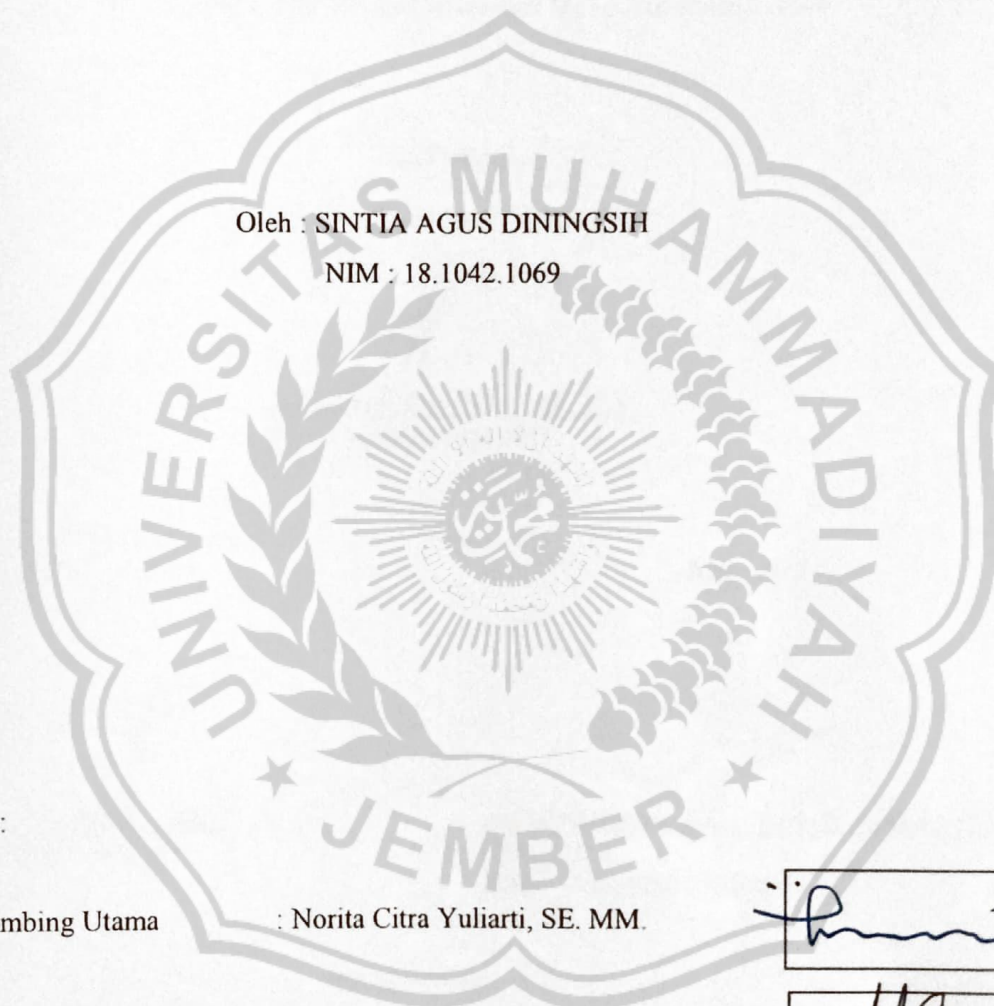 Oleh : SINTIA AGUS DININGSIH
NIM : 18.1042.1069
UNIVERSITAS MUHAMMADIYAH
JEMBER
:
mbing Utama : Norita Citra Yuliarti, SE. MM.